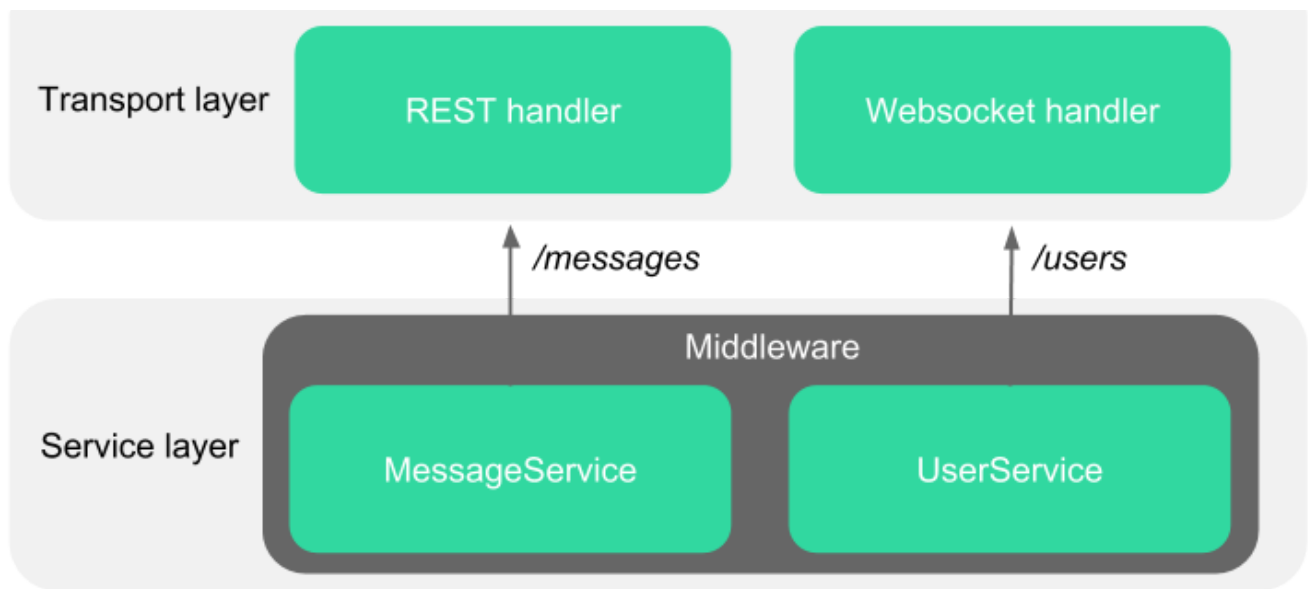 Transport layer
REST handler
Websocket handler
/messages
/users
Middleware
Service layer
MessageService
UserService